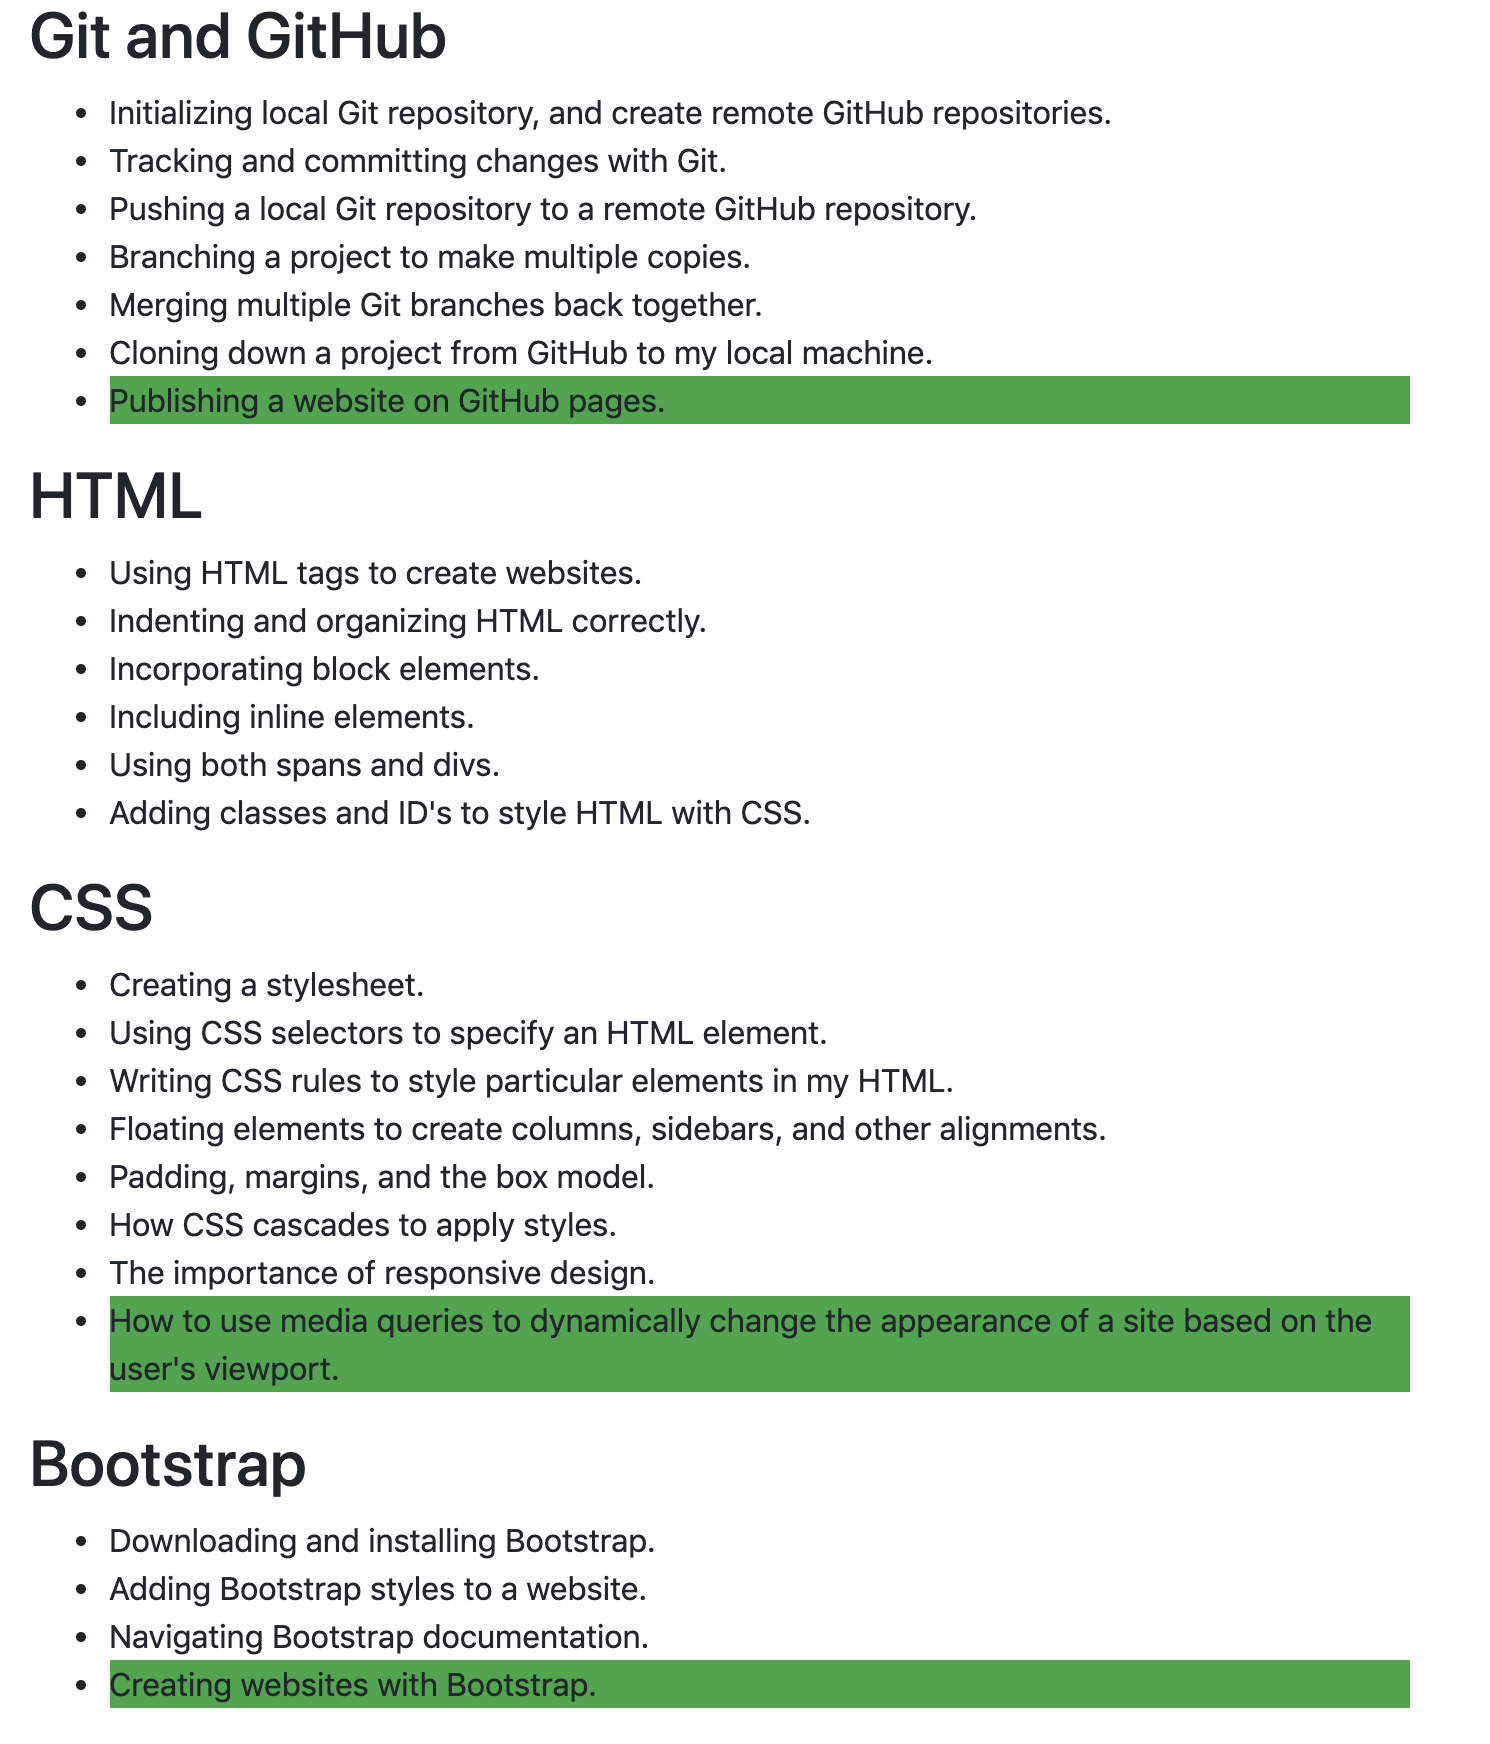 Git and GitHub
Initializing local Git repository, and create remote GitHub repositories.
Tracking and committing changes with Git.
Pushing a local Git repository to a remote GitHub repository.
Branching a project to make multiple copies.
Merging multiple Git branches back together.
Cloning down a project from GitHub to my local machine.
Publishing a website on GitHub pages.
HTML
Using HTML tags to create websites.
Indenting and organizing HTML correctly.
Incorporating block elements.
Including inline elements.
Using both spans and divs.
Adding classes and ID's to style HTML with CSS.
CSS
Creating a stylesheet.
Using CSS selectors to specify an HTML element.
Writing CSS rules to style particular elements in my HTML.
Floating elements to create columns, sidebars, and other alignments.
Padding, margins, and the box model.
How CSS cascades to apply styles.
The importance of responsive design.
How to use media queries to dynamically change the appearance of a site based on the
user's viewport.
Bootstrap
Downloading and installing Bootstrap.
Adding Bootstrap styles to a website.
Navigating Bootstrap documentation.
Creating websites with Bootstrap.